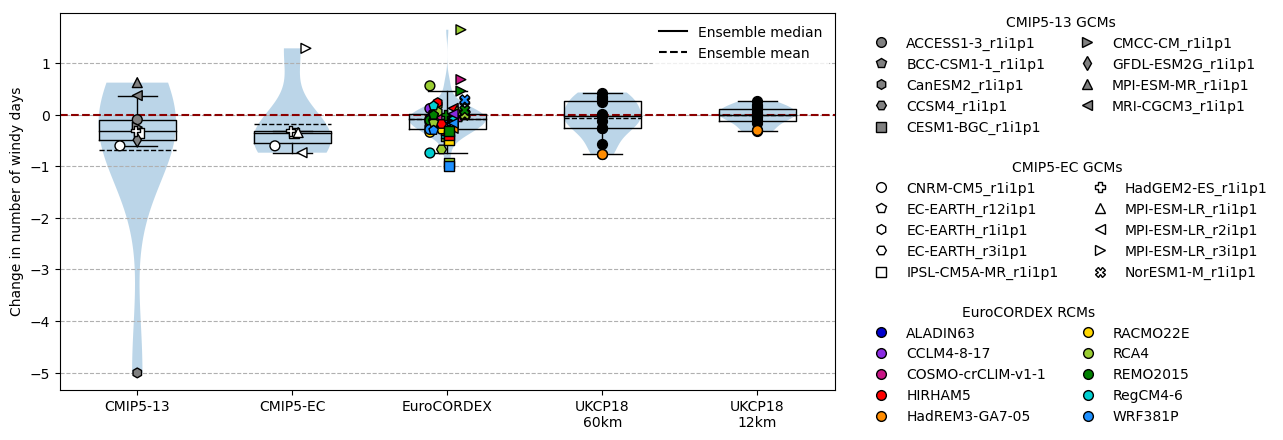 Change in number of windy days
1
0
−1
−2
−3
−4
−5
Ensemble median
Ensemble mean
CMIP5-13
CMIP5-EC
EuroCORDEX
UKCP18
60km
UKCP18
12km
CMIP5-13 GCMs
ACCESS1-3_r1i1p1
BCC-CSM1-1_r1i1p1
CanESM2_r1i1p1
CCSM4_r1i1p1
CESM1-BGC_r1i1p1
CMCC-CM_r1i1p1
GFDL-ESM2G_r1i1p1
MPI-ESM-MR_r1i1p1
MRI-CGCM3_r1i1p1
CMIP5-EC GCMs
CNRM-CM5_r1i1p1
EC-EARTH_r12i1p1
EC-EARTH_r1i1p1
EC-EARTH_r3i1p1
IPSL-CM5A-MR_r1i1p1
HadGEM2-ES_r1i1p1
MPI-ESM-LR_r1i1p1
MPI-ESM-LR_r2i1p1
MPI-ESM-LR_r3i1p1
NorESM1-M_r1i1p1
EuroCORDEX RCMs
ALADIN63
CCLM4-8-17
COSMO-crCLIM-v1-1
HIRHAM5
HadREM3-GA7-05
RACMO22E
RCA4
REMO2015
RegCM4-6
WRF381P